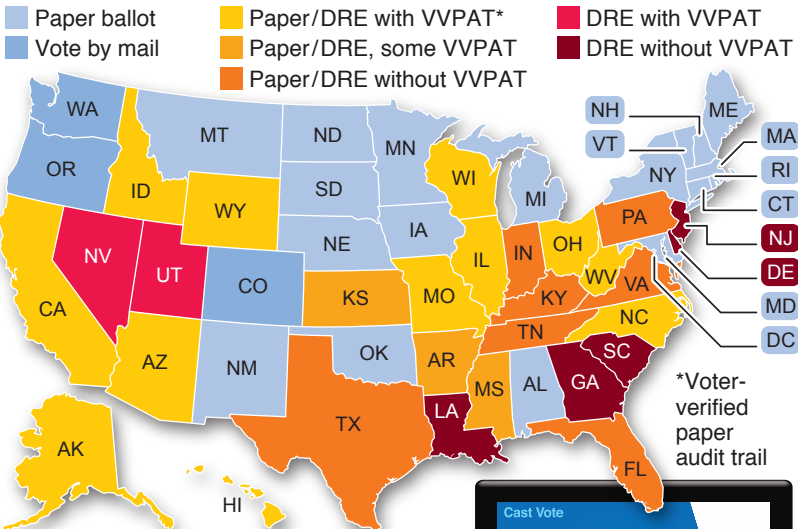 Paper ballot
Vote by mail
Paper/DRE with VVPAT*
Paper/DRE, some VVPAT
Paper/DRE without VVPAT
DRE with VVPAT
DRE without VVPAT
WA
MT
ND
MN
NH
VT
ME
MA
OR
ID
SD
WI
MI
NY
RI
WY
CT
IA
NE
PA
NJ
NV
UT
CO
IL
IN
OH
WV
VA
DE
CA
KS
MO
KY
MD
NC
TN
DC
AZ
NM
OK
AR
SC
MS
AL
GA
LA
TX
FL
AK
HI
*Voter-
verified
paper
audit trail
Cast Vote